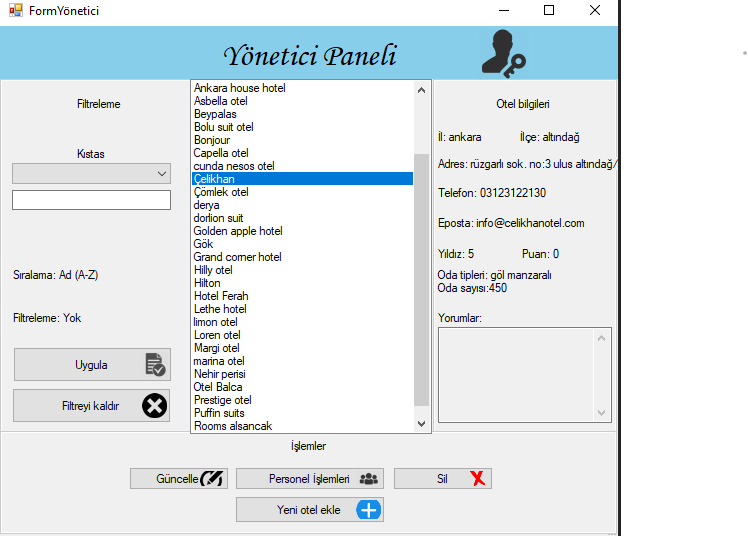 FormYönetici
Yönetici Paneli
Filtreleme
Kıstas
Sıralama: Ad (A-Z)
Filtreleme: Yok
Uygula
Filtreyi kaldır
Ankara house hotel
Asbella otel
Beypalas
Bolu suit otel
Bonjour
Capella otel
cunda nesos otel
Çelikhan
Çömlek otel
derya
dorlion suit
Golden apple hotel
Gök
Grand corner hotel
Hilly otel
Hilton
Hotel Ferah
Lethe hotel
limon otel
Loren otel
Margi otel
marina otel
Nehir perisi
Otel Balca
Prestige otel
Puffin suits
Rooms alsancak
Otel bilgileri
İl: ankara İlçe: altındağ
Adres: rüzgarlı sok. no:3 ulus altındağ/
Telefon: 03123122130
Eposta: info@celikhanotel.com
Yıldız: 5 Puan: 0
Oda tipleri: göl manzaralı
Oda sayısı:450
Yorumlar:
İşlemler
Güncelle Personel İşlemleri Sil
Yeni otel ekle